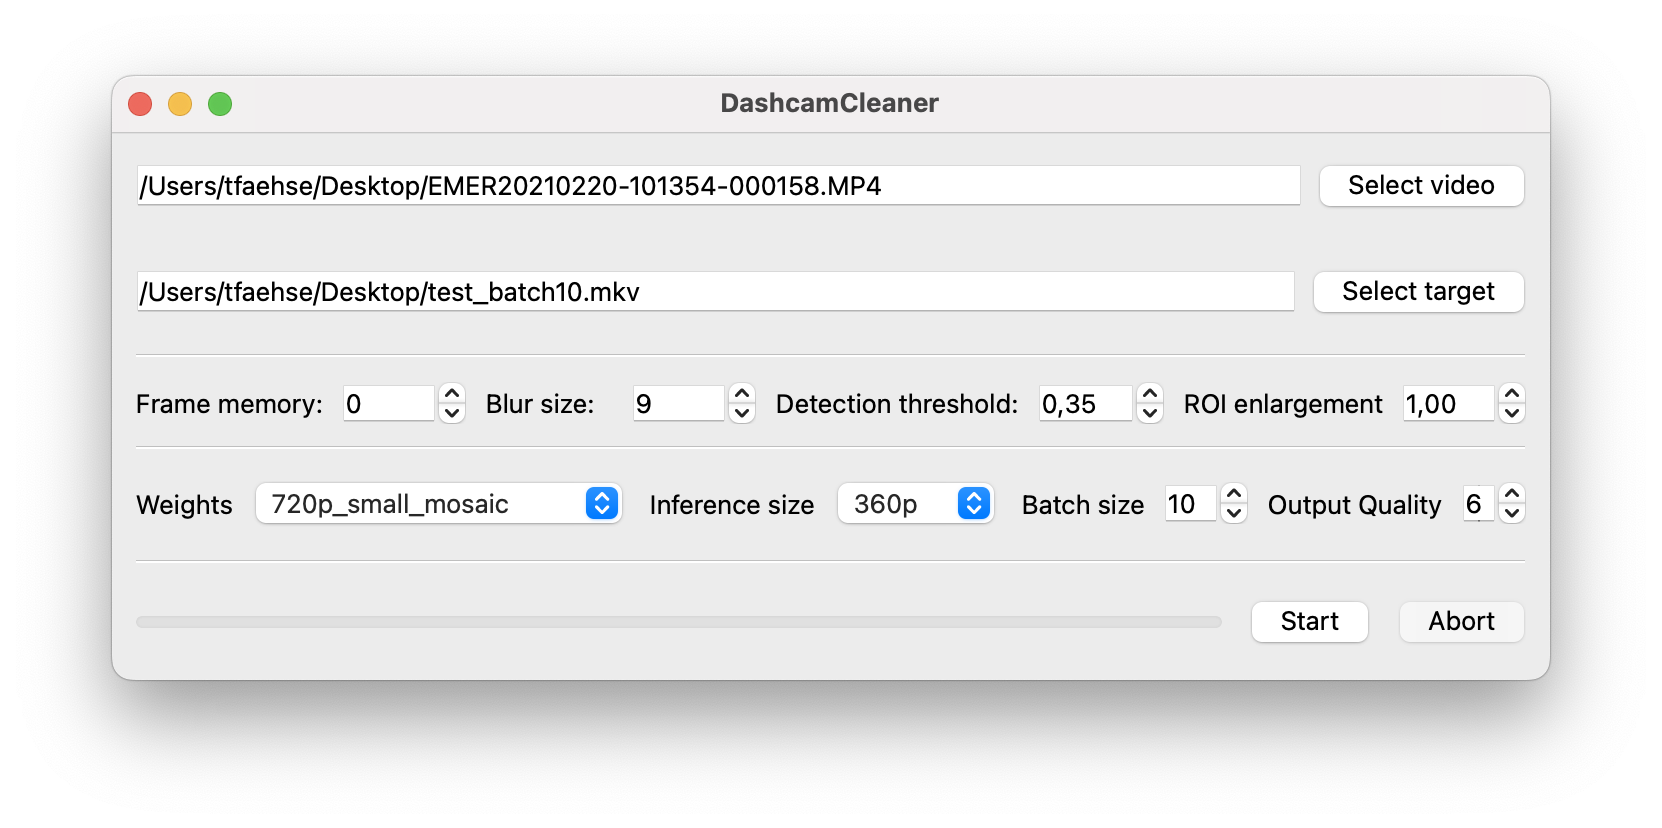 DashcamCleaner
/Users/tfaehse/Desktop/EMER20210220-101354-000158.MP4 Select video
/Users/tfaehse/Desktop/test_batch10.mkv Select target
Frame memory: 0 Blur size: 9 Detection threshold: 0,35 ROI enlargement 1,00
Weights 720p_small_mosaic Inference size 360p Batch size 10 Output Quality 6
Start Abort